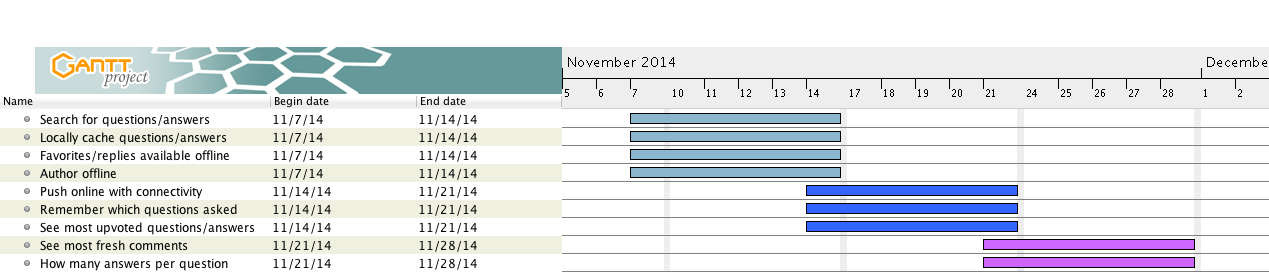 GANTT
project
November 2014
Decembe
5 6 7 10 11 12 13 14 17 18 19 20 21 24 25 26 27 28 1 2
Name Begin date End date
Search for questions/answers 11/7/14 11/14/14
Locally cache questions/answers 11/7/14 11/14/14
Favorites/replies available offline 11/7/14 11/14/14
Author offline 11/7/14 11/14/14
Push online with connectivity 11/14/14 11/21/14
Remember which questions asked 11/14/14 11/21/14
See most upvoted questions/answers 11/14/14 11/21/14
See most fresh comments 11/21/14 11/28/14
How many answers per question 11/21/14 11/28/14